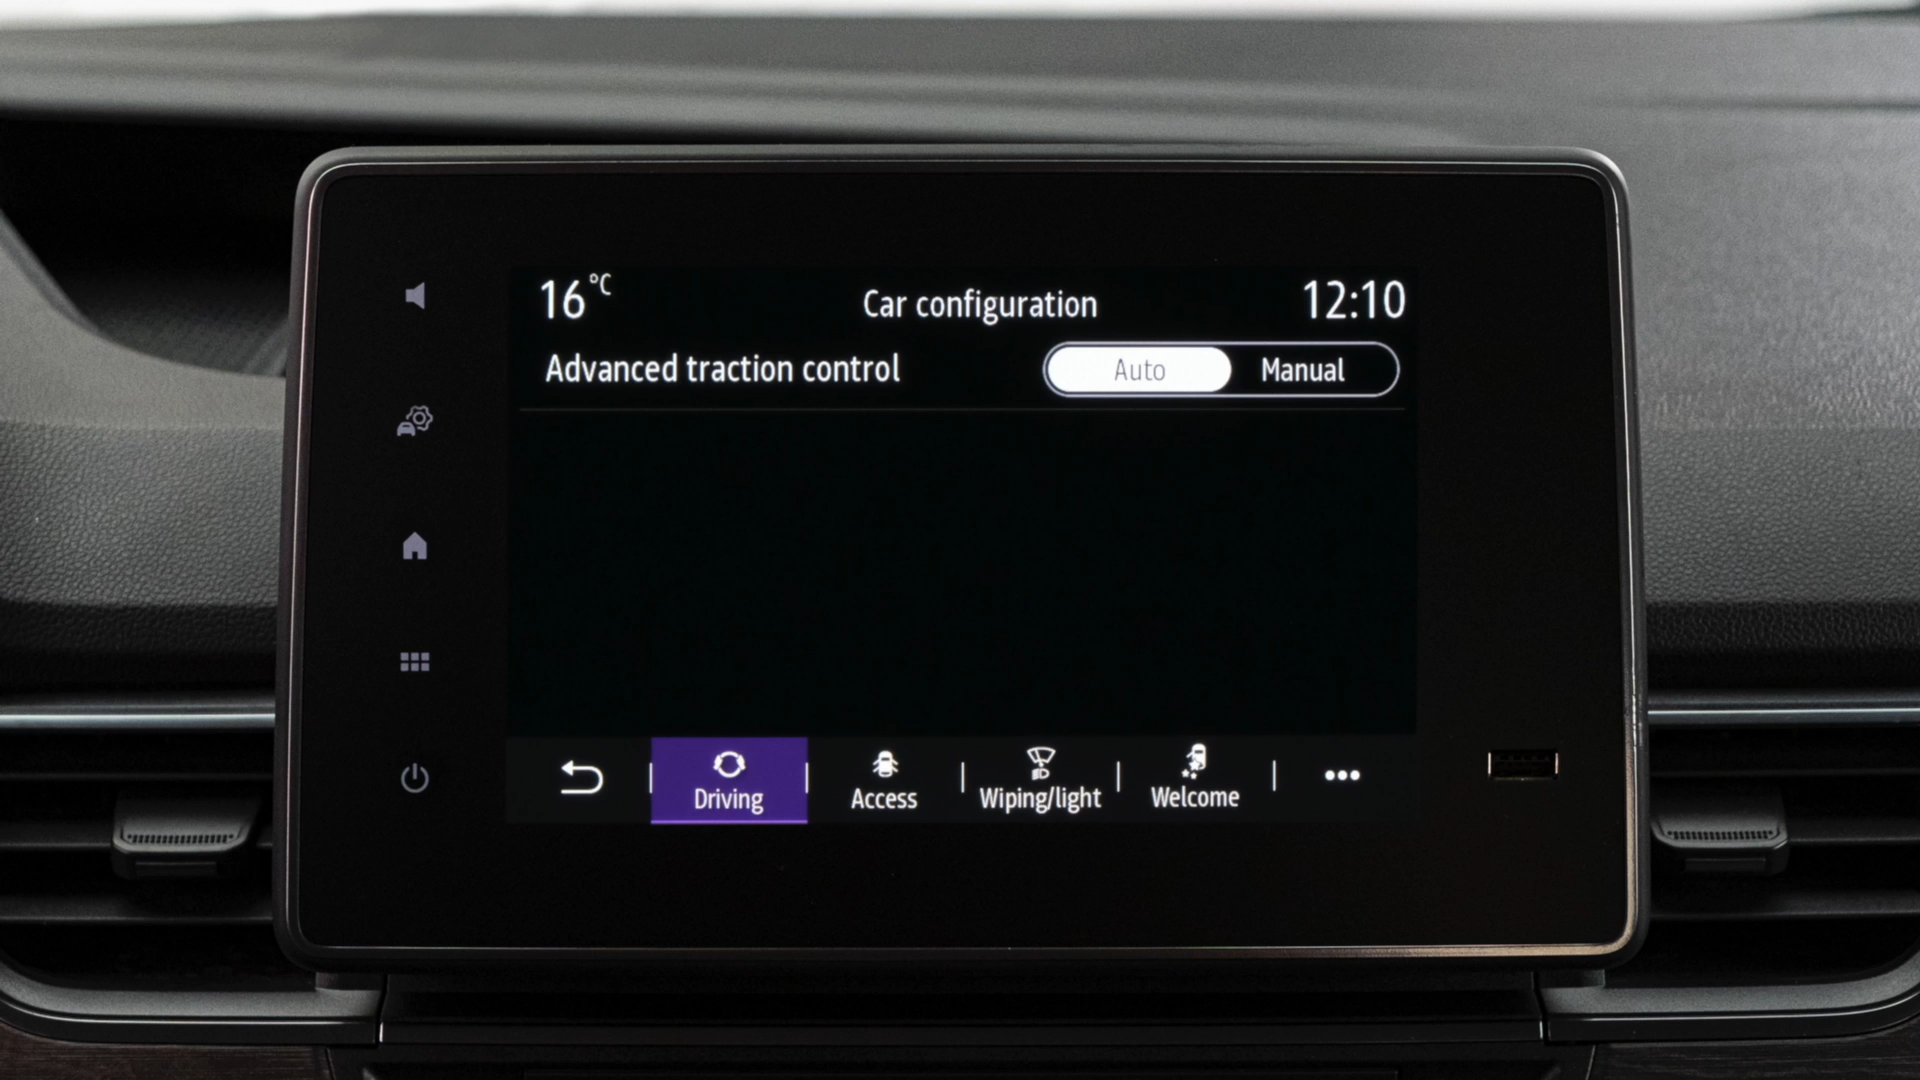 16 °C
Car configuration
12:10
Advanced traction control
Auto
Manual
Driving
Access
Wiping/light
Welcome